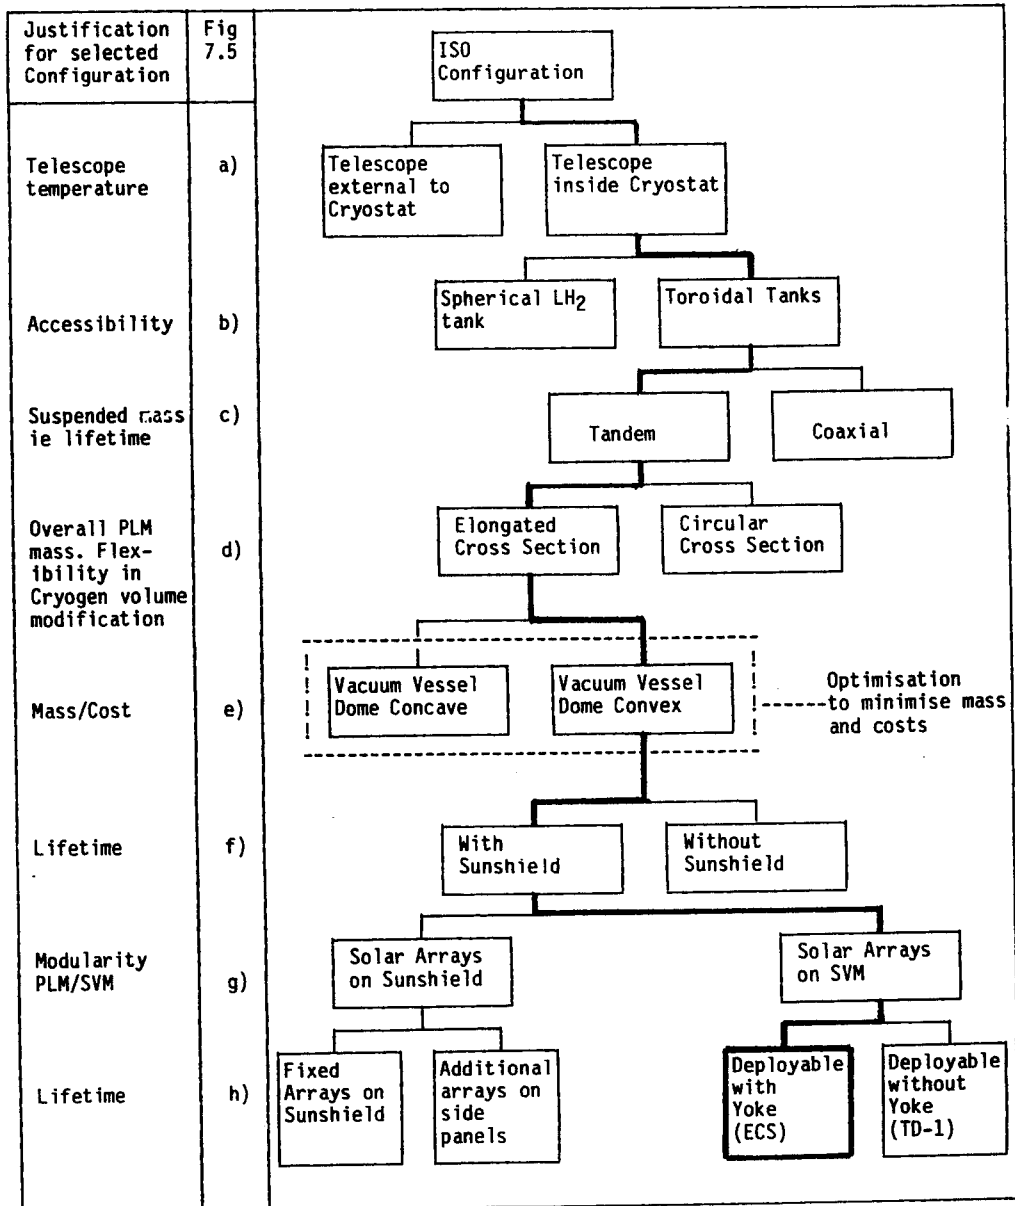 Justification
for selected
Configuration
Fig
7.5
ISO
Configuration
Telescope
temperature
a)
Telescope
external to
Cryostat
Telescope
inside Cryostat
Accessibility
b)
Spherical LH2
tank
Toroidal Tanks
Suspended mass
ie lifetime
c)
Tandem
Coaxial
Overall PLM
mass. Flex-
ibility in
Cryogen volume
modification
d)
Elongated
Cross Section
Circular
Cross Section
Mass/Cost
e)
Vacuum Vessel
Dome Concave
Vacuum Vessel
Dome Convex
Optimisation
to minimise mass
and costs
Lifetime
f)
With
Sunshield
Without
Sunshield
Modularity
PLM/SVM
g)
Solar Arrays
on Sunshield
Solar Arrays
on SVM
Lifetime
h)
Fixed
Arrays on
Sunshield
Additional
arrays on
side
panels
Deployable
with
Yoke
(ECS)
Deployable
without
Yoke
(TD-1)